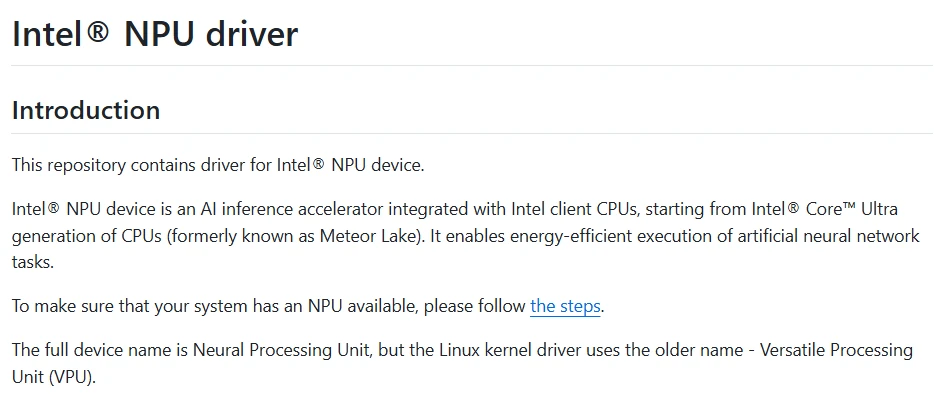 Intel® NPU driver
Introduction
This repository contains driver for Intel® NPU device.
Intel® NPU device is an AI inference accelerator integrated with Intel client CPUs, starting from Intel® Core™ Ultra
generation of CPUs (formerly known as Meteor Lake). It enables energy-efficient execution of artificial neural network
tasks.
To make sure that your system has an NPU available, please follow the steps.
The full device name is Neural Processing Unit, but the Linux kernel driver uses the older name - Versatile Processing
Unit (VPU).